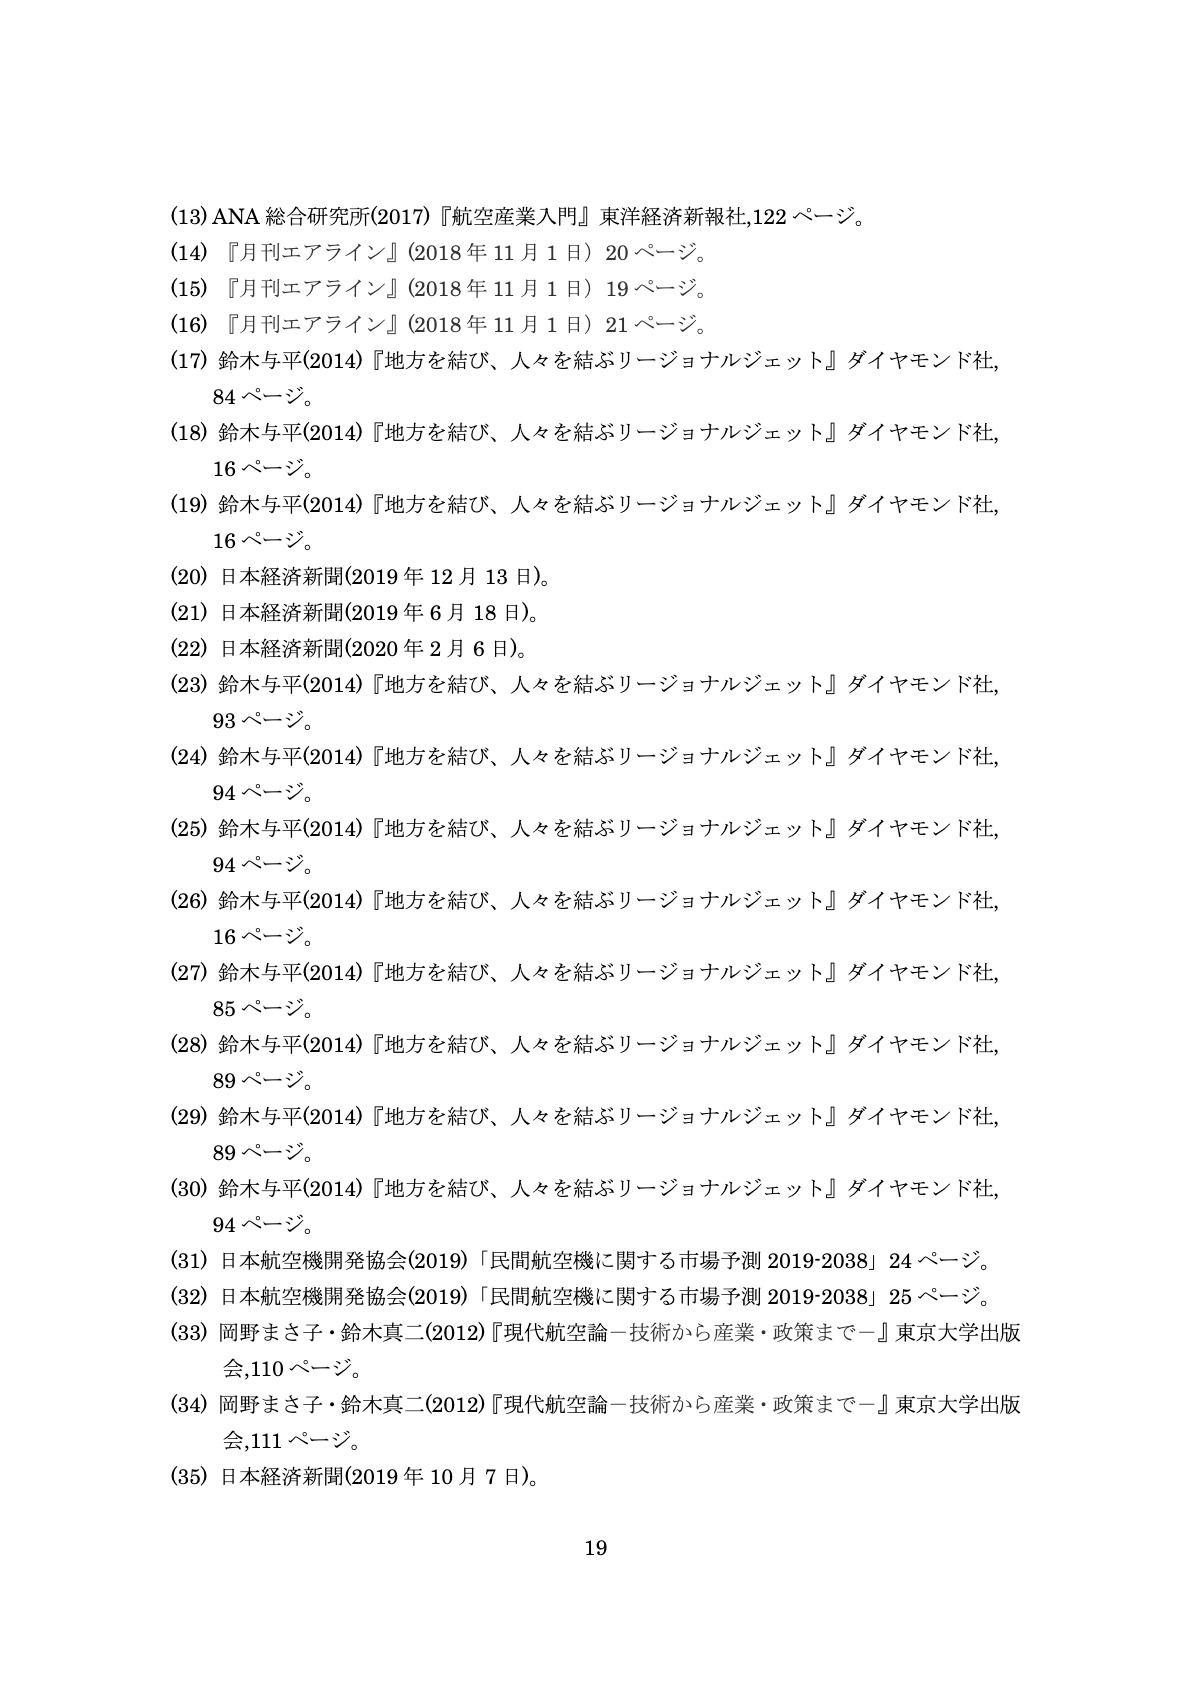 (13) ANA 総合研究所(2017)『航空産業入門』東洋経済新報社,122 ページ。
(14) 『月刊エアライン』(2018 年 11 月 1 日）20 ページ。
(15) 『月刊エアライン』(2018 年 11 月 1 日）19 ページ。
(16) 『月刊エアライン』(2018 年 11 月 1 日）21 ページ。
(17) 鈴木与平(2014)『地方を結び、人々を結ぶリージョナルジェット』ダイヤモンド社,
84 ページ。
(18) 鈴木与平(2014)『地方を結び、人々を結ぶリージョナルジェット』ダイヤモンド社,
16 ページ。
(19) 鈴木与平(2014)『地方を結び、人々を結ぶリージョナルジェット』ダイヤモンド社,
16 ページ。
(20) 日本経済新聞(2019 年 12 月 13 日)。
(21) 日本経済新聞(2019 年 6 月 18 日)。
(22) 日本経済新聞(2020 年 2 月 6 日)。
(23) 鈴木与平(2014)『地方を結び、人々を結ぶリージョナルジェット』ダイヤモンド社,
93 ページ。
(24) 鈴木与平(2014)『地方を結び、人々を結ぶリージョナルジェット』ダイヤモンド社,
94 ページ。
(25) 鈴木与平(2014)『地方を結び、人々を結ぶリージョナルジェット』ダイヤモンド社,
94 ページ。
(26) 鈴木与平(2014)『地方を結び、人々を結ぶリージョナルジェット』ダイヤモンド社,
16 ページ。
(27) 鈴木与平(2014)『地方を結び、人々を結ぶリージョナルジェット』ダイヤモンド社,
85 ページ。
(28) 鈴木与平(2014)『地方を結び、人々を結ぶリージョナルジェット』ダイヤモンド社,
89 ページ。
(29) 鈴木与平(2014)『地方を結び、人々を結ぶリージョナルジェット』ダイヤモンド社,
89 ページ。
(30) 鈴木与平(2014)『地方を結び、人々を結ぶリージョナルジェット』ダイヤモンド社,
94 ページ。
(31) 日本航空機開発協会(2019)「民間航空機に関する市場予測 2019-2038」24 ページ。
(32) 日本航空機開発協会(2019)「民間航空機に関する市場予測 2019-2038」25 ページ。
(33) 岡野まさ子・鈴木真二(2012)『現代航空論－技術から産業・政策まで－』東京大学出版
会,110 ページ。
(34) 岡野まさ子・鈴木真二(2012)『現代航空論－技術から産業・政策まで－』東京大学出版
会,111 ページ。
(35) 日本経済新聞(2019 年 10 月 7 日)。
19